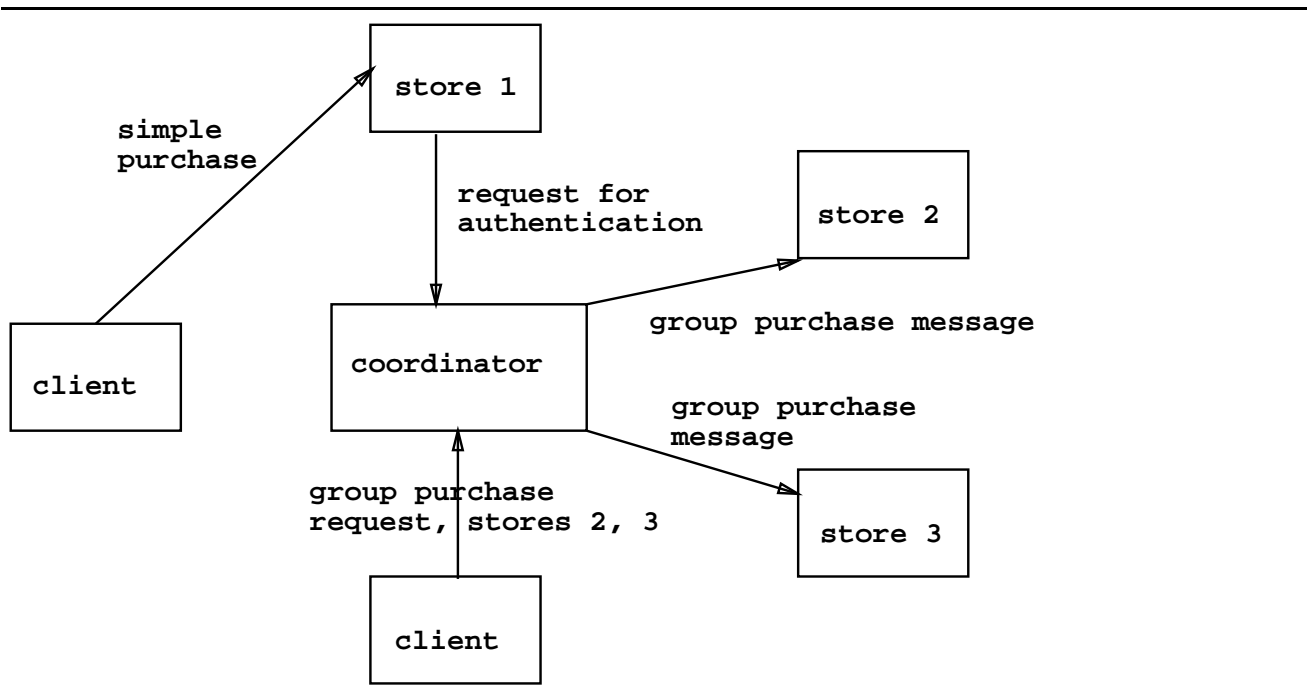 store 1
simple
purchase
request for
authentication
store 2
group purchase message
coordinator
client
group purchase
message
group purchase
request, stores 2, 3
store 3
client